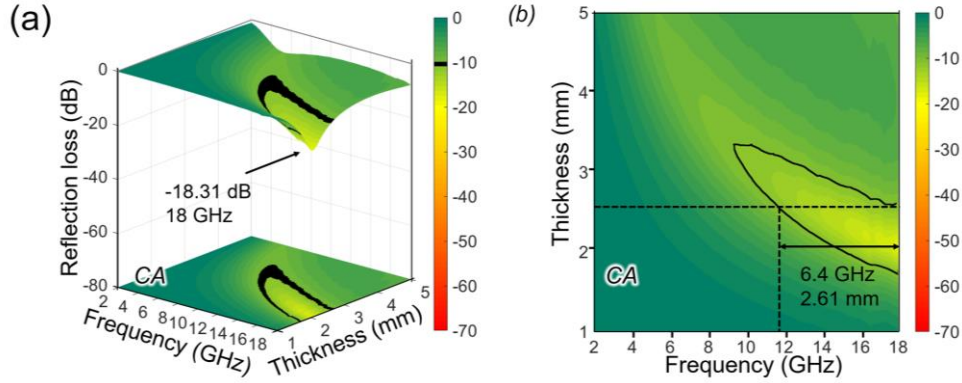 (a)
Reflection loss (dB)
0
-20
-40
-60
-80
-18.31 dB
18 GHz
CA
2 4 6 8 10 12 14 16 18
Frequency (GHz)
1 2 3 4 5
Thickness (mm)
0
-10
-20
-30
-40
-50
-60
-70
(b)
Thickness (mm)
5
4
3
2
1
CA
6.4 GHz
2.61 mm
2 4 6 8 10 12 14 16 18
Frequency (GHz)
0
-10
-20
-30
-40
-50
-60
-70